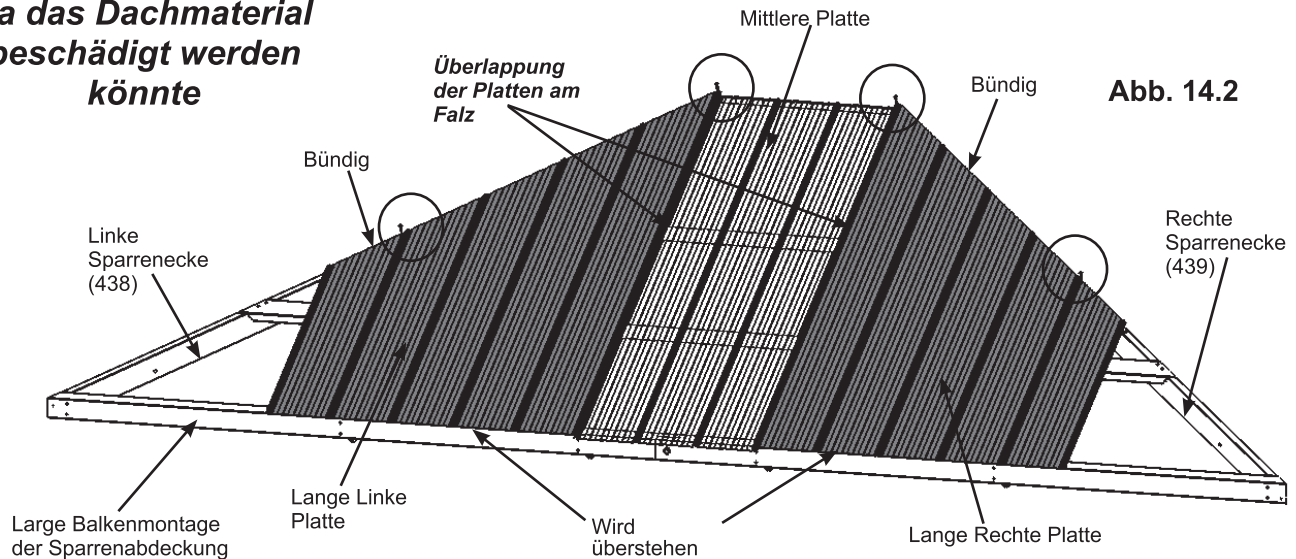 a das Dachmaterial
beschädigt werden
könnte
Mittlere Platte
Überlappung
der Platten am
Falz
Bündig
Abb. 14.2
Bündig
Linke
Sparrenecke
(438)
Rechte
Sparrenecke
(439)
Lange Linke
Platte
Large Balkenmontage
der Sparrenabdeckung
Wird
überstehen
Lange Rechte Platte